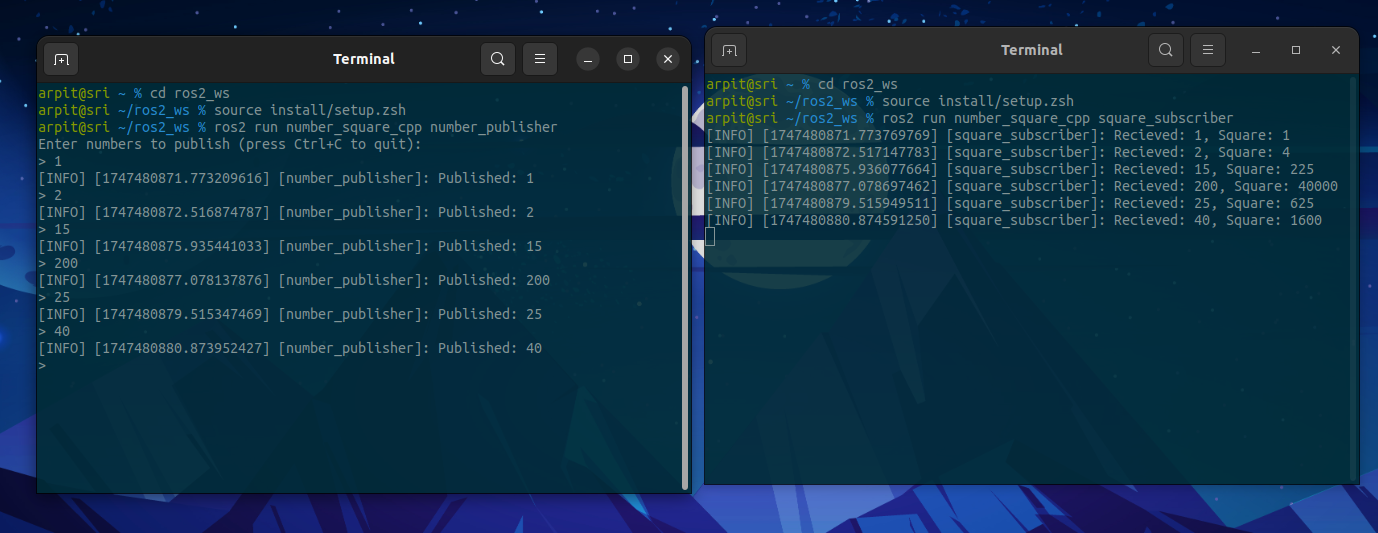 Terminal
arpit@sri ~ % cd ros2_ws
arpit@sri ~/ros2_ws % source install/setup.zsh
arpit@sri ~/ros2_ws % ros2 run number_square_cpp number_publisher
Enter numbers to publish (press Ctrl+C to quit):
> 1
[INFO] [1747480871.773209616] [number_publisher]: Published: 1
> 2
[INFO] [1747480872.516874787] [number_publisher]: Published: 2
> 15
[INFO] [1747480875.935441033] [number_publisher]: Published: 15
> 200
[INFO] [1747480877.078137876] [number_publisher]: Published: 200
> 25
[INFO] [1747480879.515347469] [number_publisher]: Published: 25
> 40
[INFO] [1747480880.873952427] [number_publisher]: Published: 40
>
Terminal
arpit@sri ~ % cd ros2_ws
arpit@sri ~/ros2_ws % source install/setup.zsh
arpit@sri ~/ros2_ws % ros2 run number_square_cpp square_subscriber
[INFO] [1747480871.773769769] [square_subscriber]: Recieved: 1, Square: 1
[INFO] [1747480872.517147783] [square_subscriber]: Recieved: 2, Square: 4
[INFO] [1747480875.936077664] [square_subscriber]: Recieved: 15, Square: 225
[INFO] [1747480877.078697462] [square_subscriber]: Recieved: 200, Square: 40000
[INFO] [1747480879.515949511] [square_subscriber]: Recieved: 25, Square: 625
[INFO] [1747480880.874591250] [square_subscriber]: Recieved: 40, Square: 1600